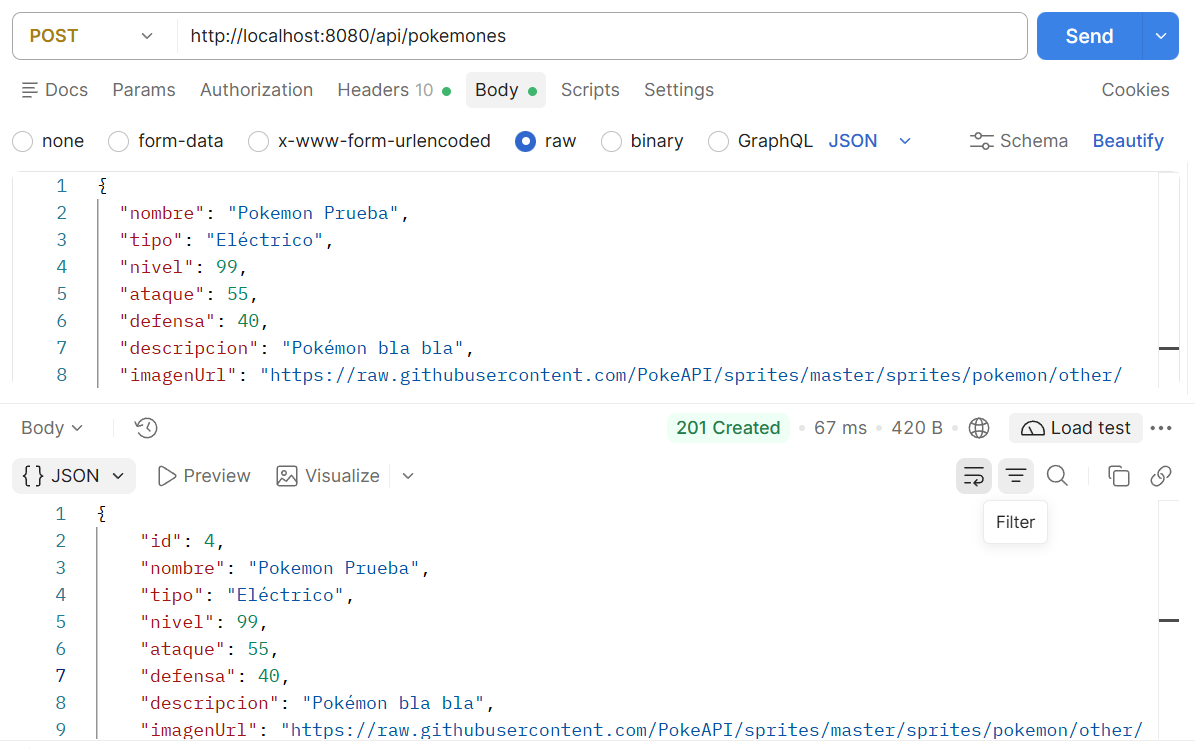 POST http://localhost:8080/api/pokemones Send
Docs Params Authorization Headers 10 Body Scripts Settings Cookies
none form-data x-www-form-urlencoded raw binary GraphQL JSON Schema Beautify
1 {
2 "nombre": "Pokemon Prueba",
3 "tipo": "Eléctrico",
4 "nivel": 99,
5 "ataque": 55,
6 "defensa": 40,
7 "descripcion": "Pokémon bla bla",
8 "imagenUrl": "https://raw.githubusercontent.com/PokeAPI/sprites/master/sprites/pokemon/other/
Body 201 Created 67 ms 420 B Load test
{} JSON Preview Visualize
Filter
1 {
2 "id": 4,
3 "nombre": "Pokemon Prueba",
4 "tipo": "Eléctrico",
5 "nivel": 99,
6 "ataque": 55,
7 "defensa": 40,
8 "descripcion": "Pokémon bla bla",
9 "imagenUrl": "https://raw.githubusercontent.com/PokeAPI/sprites/master/sprites/pokemon/other/